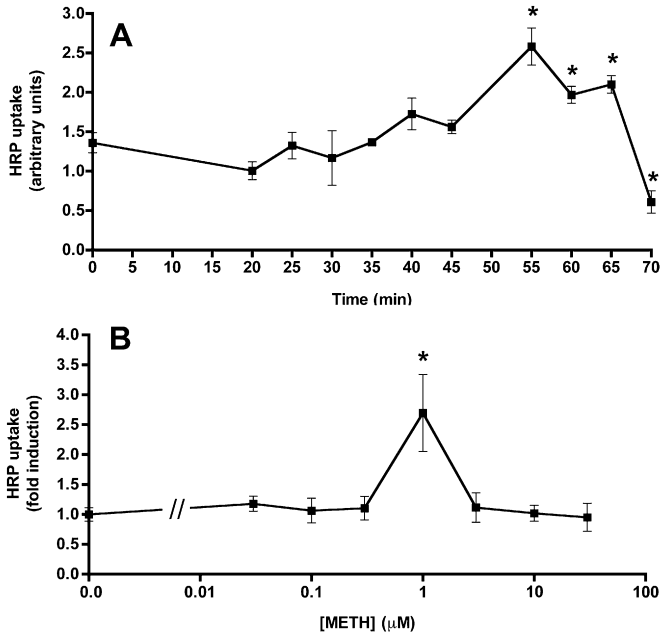 A
HRP uptake
(arbitrary units)
3.0
2.5
2.0
1.5
1.0
0.5
0.0
*
*
*
*
0 5 10 15 20 25 30 35 40 45 55 60 65 70
Time (min)
B
HRP uptake
(fold induction)
4.0
3.5
3.0
2.5
2.0
1.5
1.0
0.5
0.0
*
//
0.0 0.01 0.1 1 10 100
[METH] (μM)